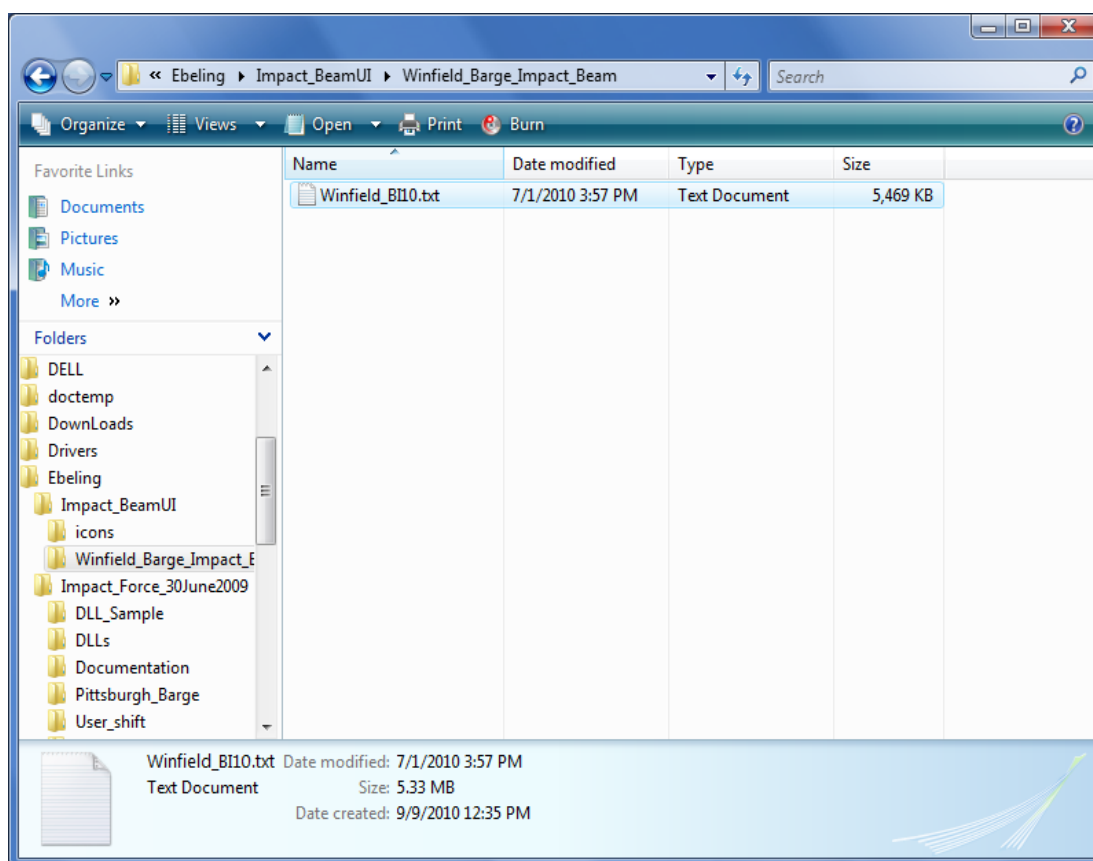 « Ebeling Impact_BeamUI Winfield_Barge_Impact_Beam Search
Organize Views Open Print Burn ?
Favorite Links
Documents
Pictures
Music
More »
Folders
DELL
doctemp
DownLoads
Drivers
Ebeling
Impact_BeamUI
icons
Winfield_Barge_Impact_E
Impact_Force_30June2009
DLL_Sample
DLLs
Documentation
Pittsburgh_Barge
User_shift
Name Date modified Type Size
Winfield_BI10.txt 7/1/2010 3:57 PM Text Document 5,469 KB
Winfield_BI10.txt Date modified: 7/1/2010 3:57 PM
Text Document Size: 5.33 MB
Date created: 9/9/2010 12:35 PM